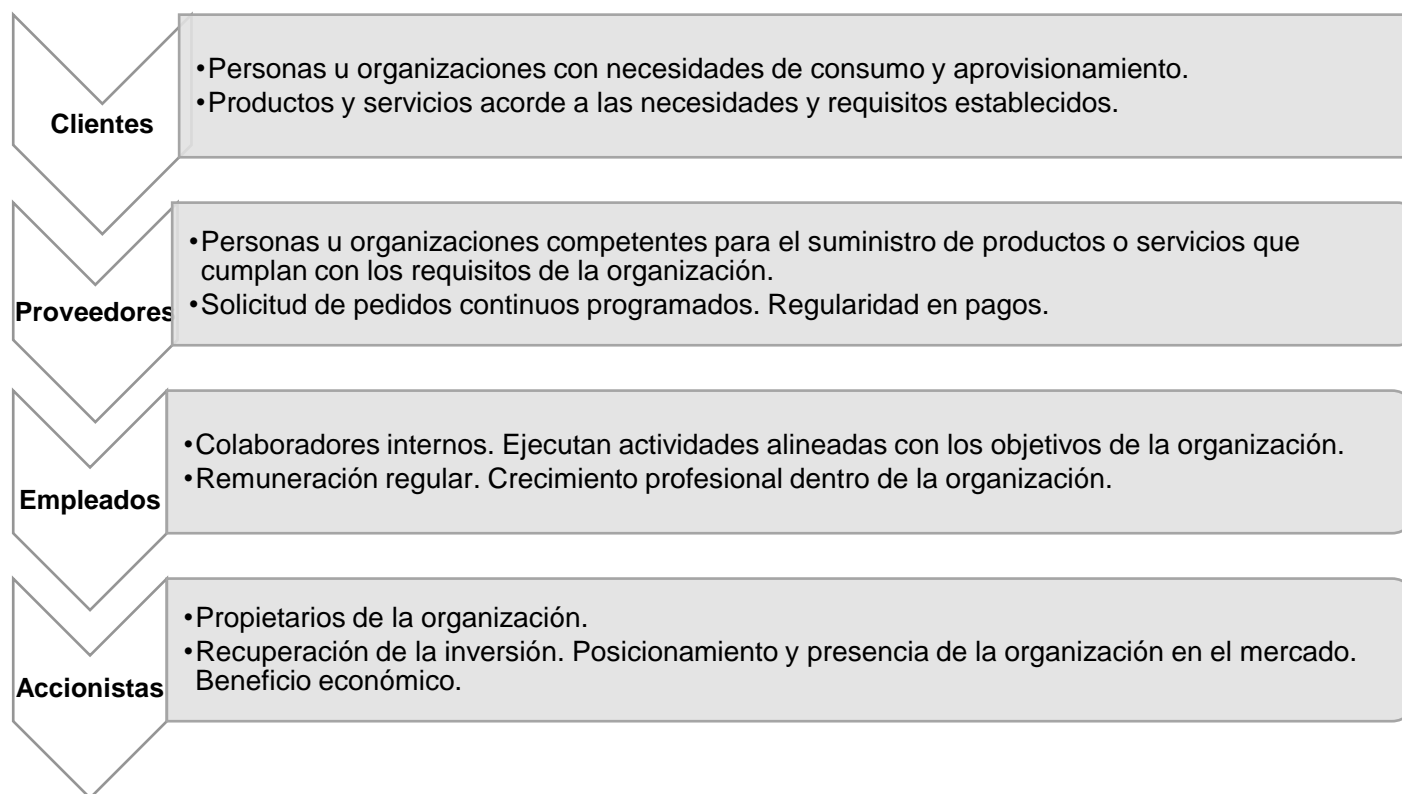 Clientes
•Personas u organizaciones con necesidades de consumo y aprovisionamiento.
•Productos y servicios acorde a las necesidades y requisitos establecidos.
Proveedores
•Personas u organizaciones competentes para el suministro de productos o servicios que
cumplan con los requisitos de la organización.
•Solicitud de pedidos continuos programados. Regularidad en pagos.
Empleados
•Colaboradores internos. Ejecutan actividades alineadas con los objetivos de la organización.
•Remuneración regular. Crecimiento profesional dentro de la organización.
Accionistas
•Propietarios de la organización.
•Recuperación de la inversión. Posicionamiento y presencia de la organización en el mercado.
Beneficio económico.